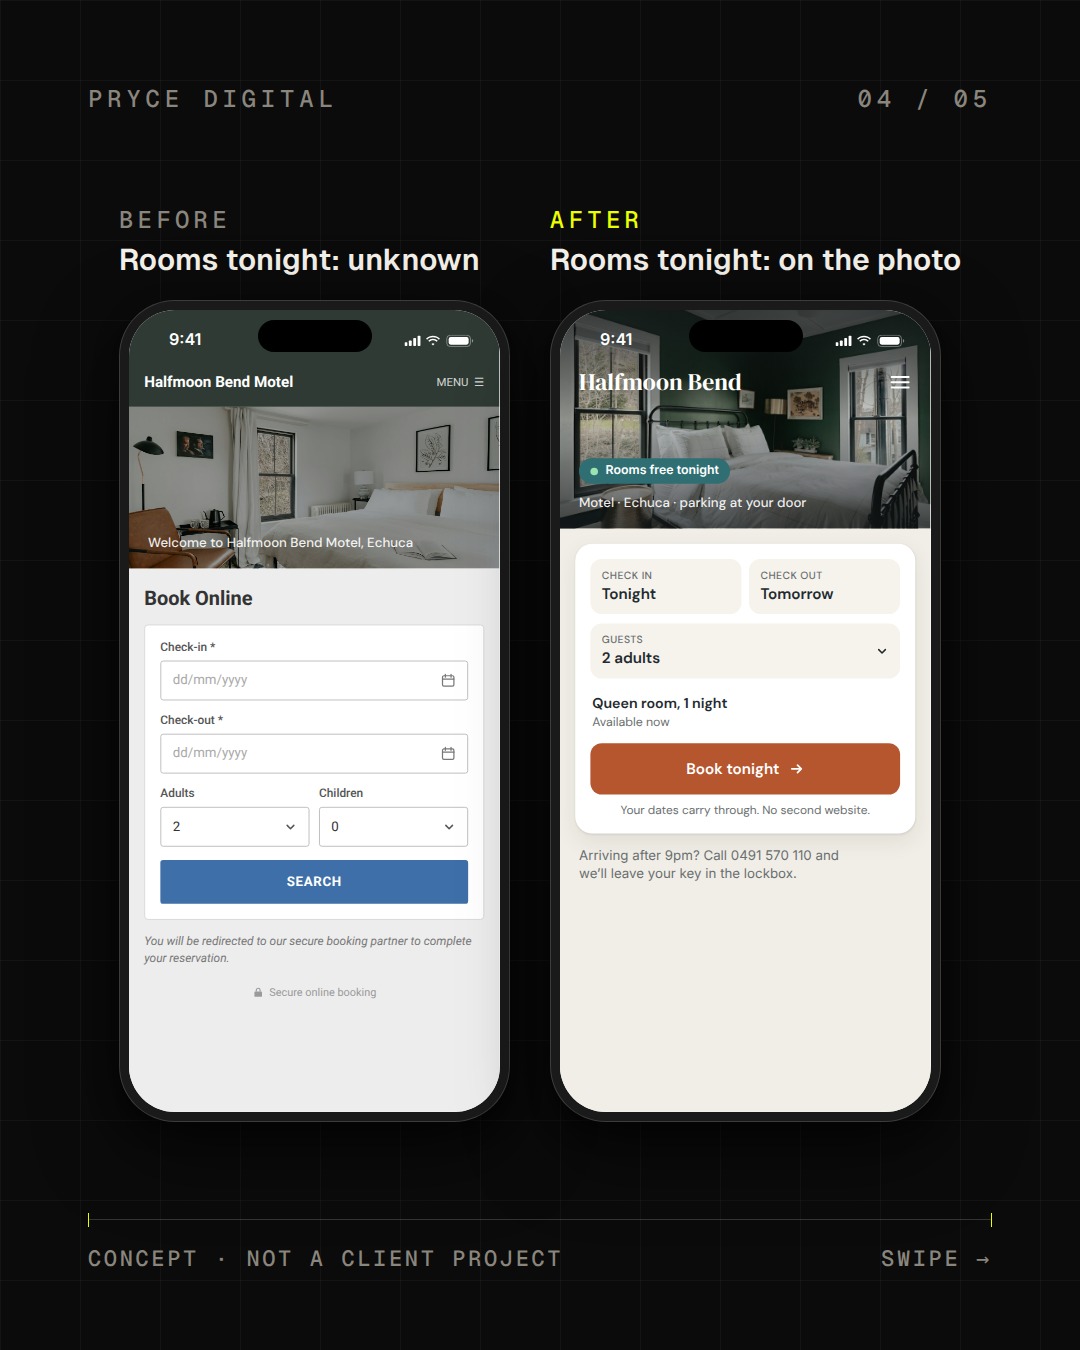 PRYCE DIGITAL
04 / 05
BEFORE
Rooms tonight: unknown
9:41
Halfmoon Bend Motel
MENU
Welcome to Halfmoon Bend Motel, Echuca
Book Online
Check-in *
dd/mm/yyyy
Check-out *
dd/mm/yyyy
Adults
Children
2
0
SEARCH
You will be redirected to our secure booking partner to complete
your reservation.
Secure online booking
AFTER
Rooms tonight: on the photo
9:41
Halfmoon Bend
Rooms free tonight
Motel · Echuca · parking at your door
CHECK IN
Tonight
CHECK OUT
Tomorrow
GUESTS
2 adults
Queen room, 1 night
Available now
Book tonight →
Your dates carry through. No second website.
Arriving after 9pm? Call 0491 570 110 and
we'll leave your key in the lockbox.
CONCEPT · NOT A CLIENT PROJECT
SWIPE →